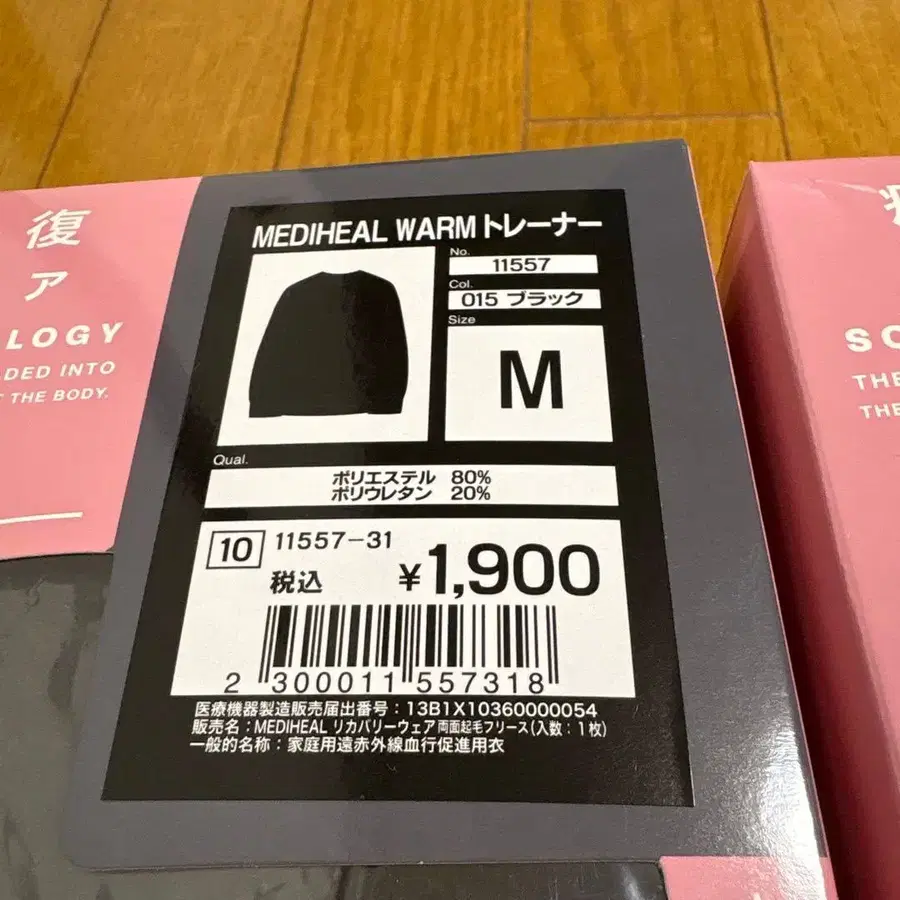 復
ア
LOGY
DED INTO
T THE BODY.
MEDIHEAL WARM トレーナー
No.
11557
Col.
015 ブラック
Size
M
Qual.
ポリエステル 80%
ポリウレタン 20%
10 11557-31
税込 ¥1,900
2 300011 557318
医療機器製造販売届出番号：13B1X10360000054
販売名：MEDIHEAL リカバリーウェア両面起毛フリース(入数：1枚)
一般的名称：家庭用遠赤外線血行促進用衣
SO
THE
THE